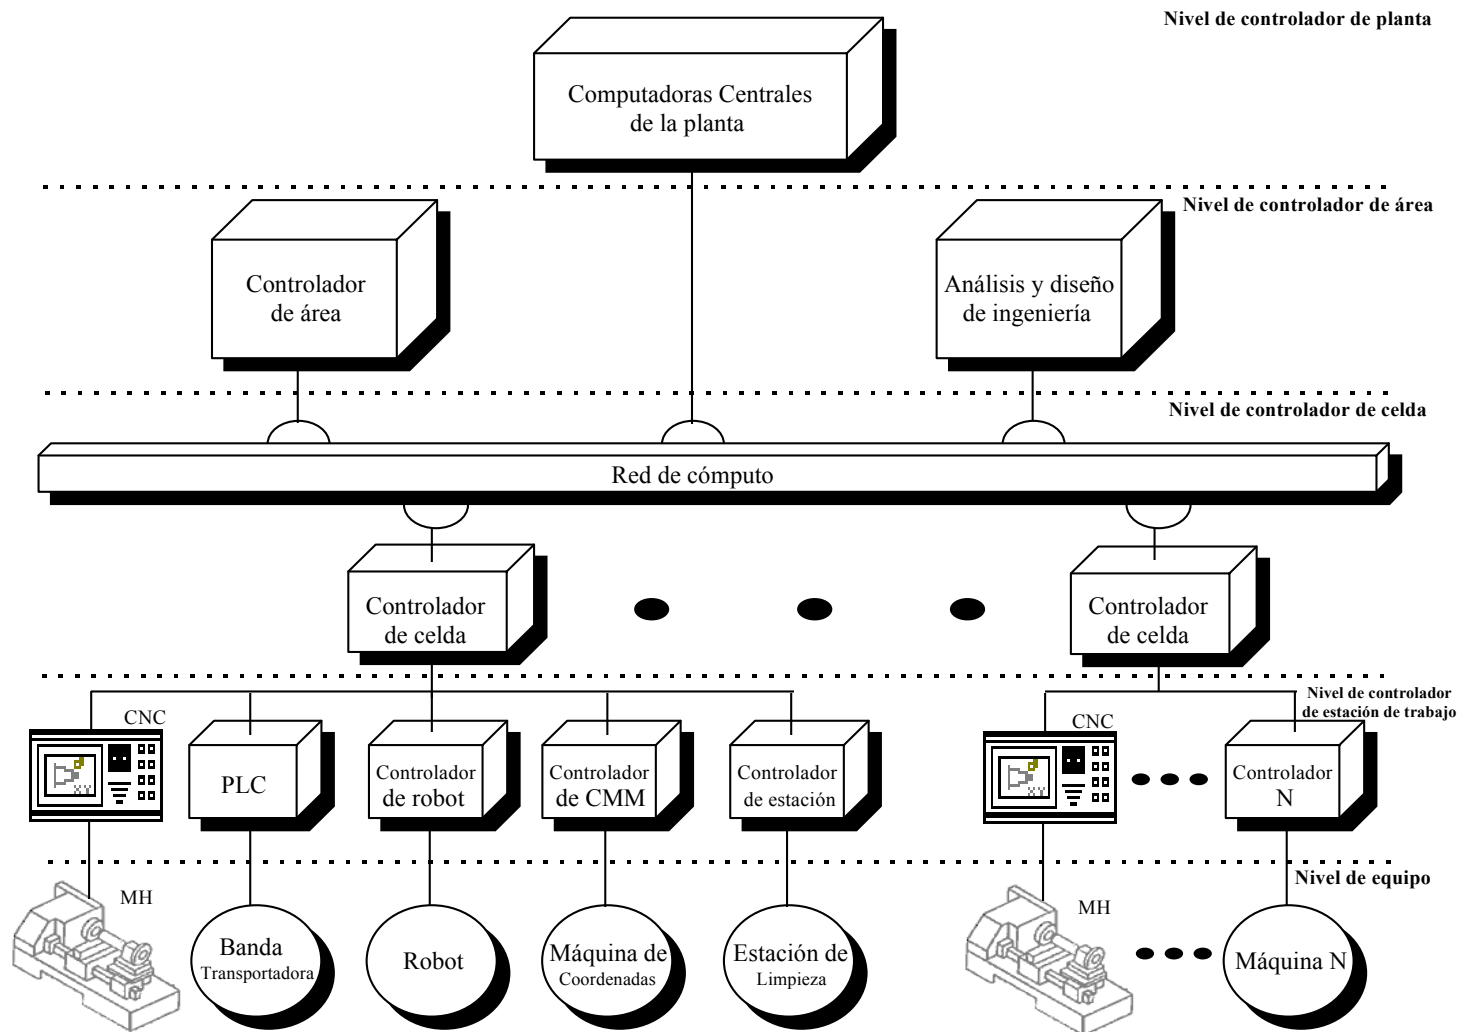 Nivel de controlador de planta
Computadoras Centrales
de la planta
Nivel de controlador de área
Controlador
de área
Análisis y diseño
de ingeniería
Nivel de controlador de celda
Red de cómputo
Controlador
de celda
Controlador
de celda
Nivel de controlador
de estación de trabajo
CNC
PLC
Controlador
de robot
Controlador
de CMM
Controlador
de estación
CNC
Controlador
N
X Y
X Y
Nivel de equipo
MH
Banda
Transportadora
Robot
Máquina de
Coordenadas
Estación de
Limpieza
MH
Máquina N